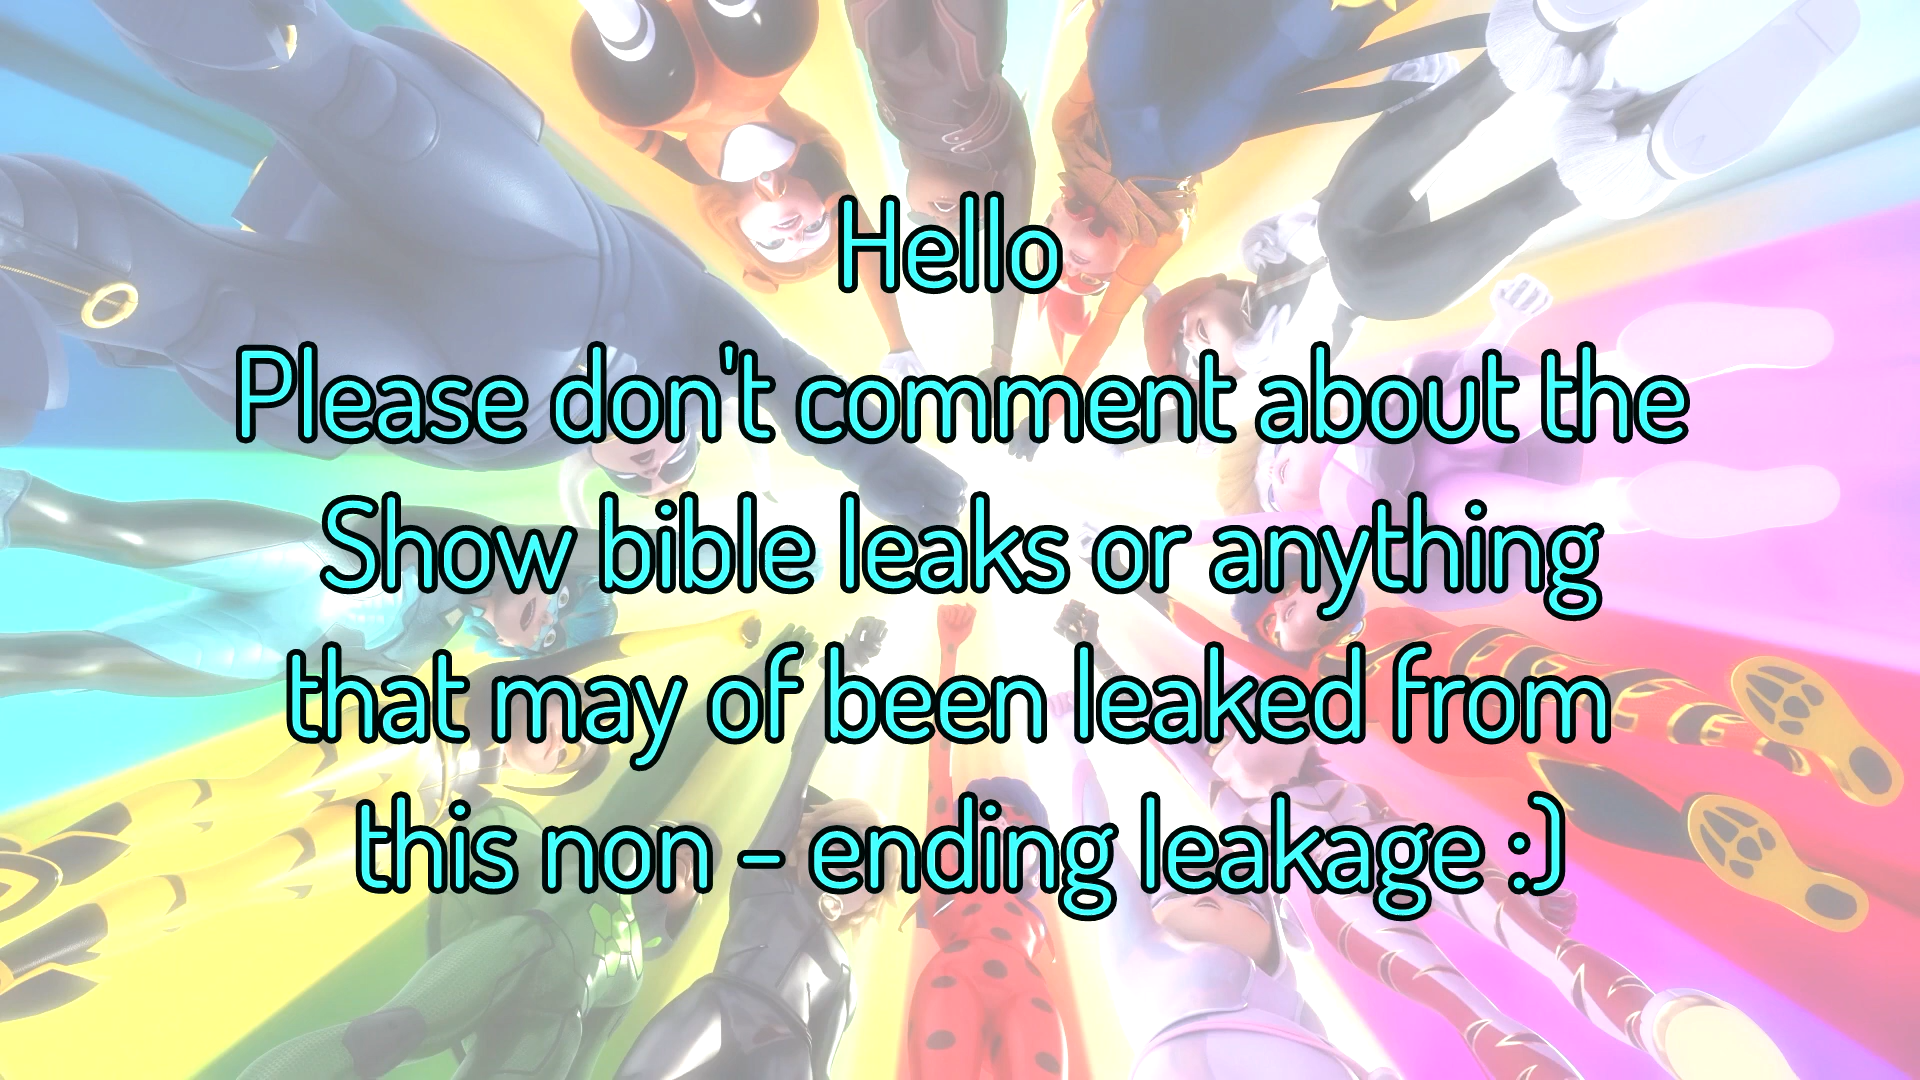 Hello
Please don't comment about the
Show bible leaks or anything
that may of been leaked from
this non - ending leakage :)